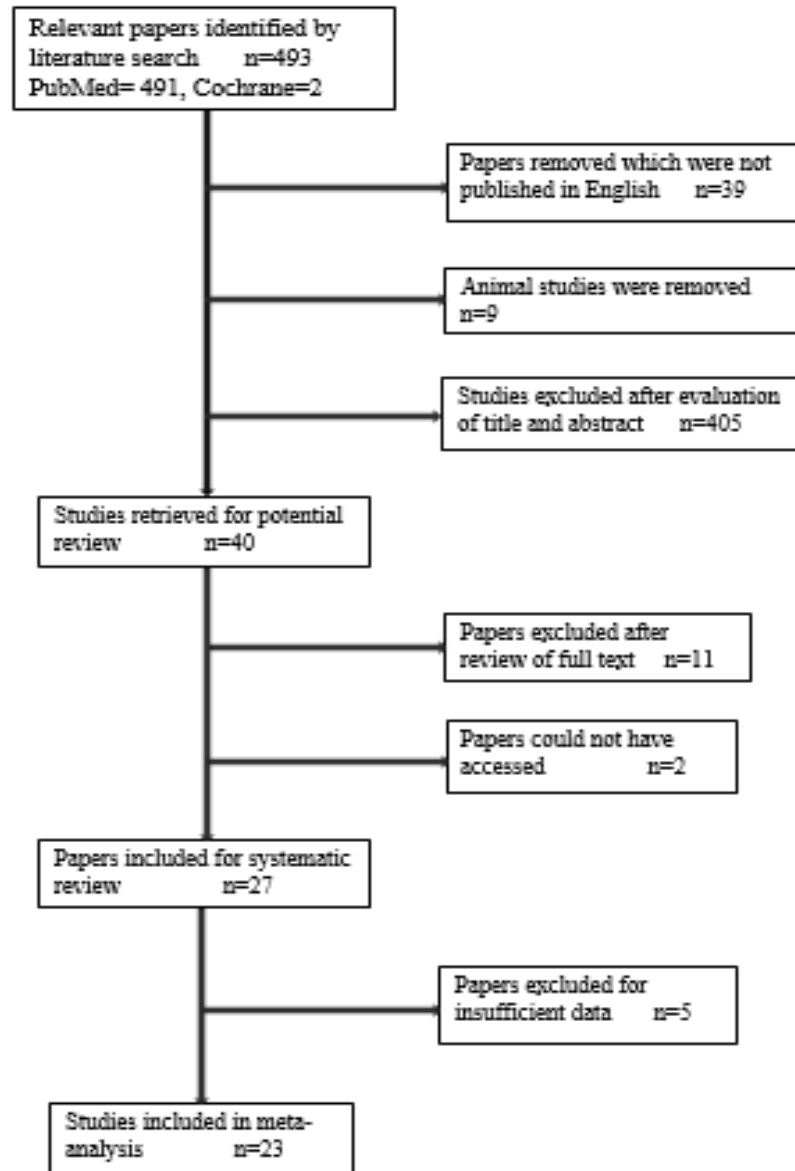 Relevant papers identified by
literature search n=493
PubMed= 491, Cochrane=2
Papers removed which were not
published in English n=39
Animal studies were removed
n=9
Studies excluded after evaluation
of title and abstract n=405
Studies retrieved for potential
review n=40
Papers excluded after
review of full text n=11
Papers could not have
accessed n=2
Papers included for systematic
review n=27
Papers excluded for
insufficient data n=5
Studies included in meta-
analysis n=23